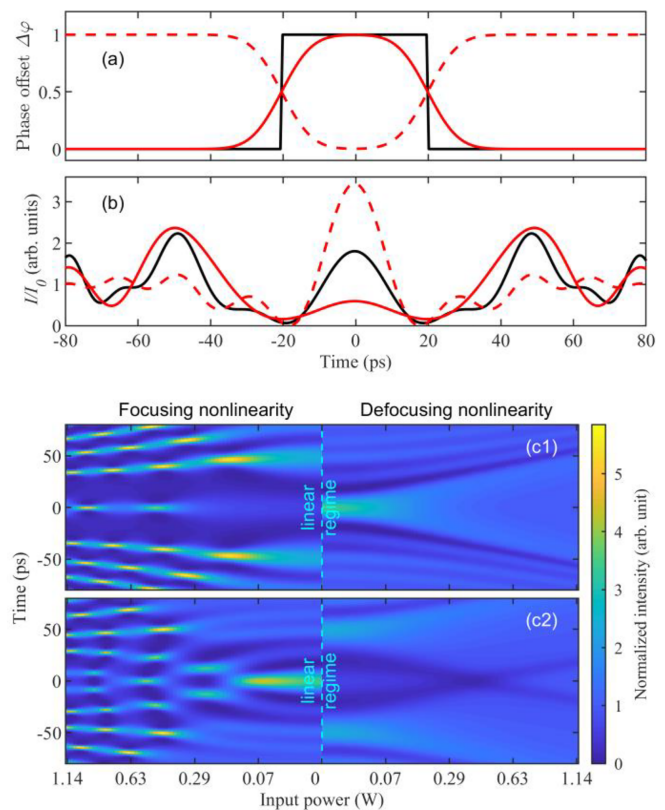 Phase offset Δφ
1
0.5
0
(a)
I/I0 (arb. units)
3
2
1
0
(b)
-80 -60 -40 -20 0 20 40 60 80
Time (ps)
Focusing nonlinearity Defocusing nonlinearity
Time (ps)
50
0
-50
(c1)
linear
regime
50
0
-50
(c2)
linear
regime
1.14 0.63 0.29 0.07 0 0.07 0.29 0.63 1.14
Input power (W)
5
4
3
2
1
0
Normalized intensity (arb. unit)